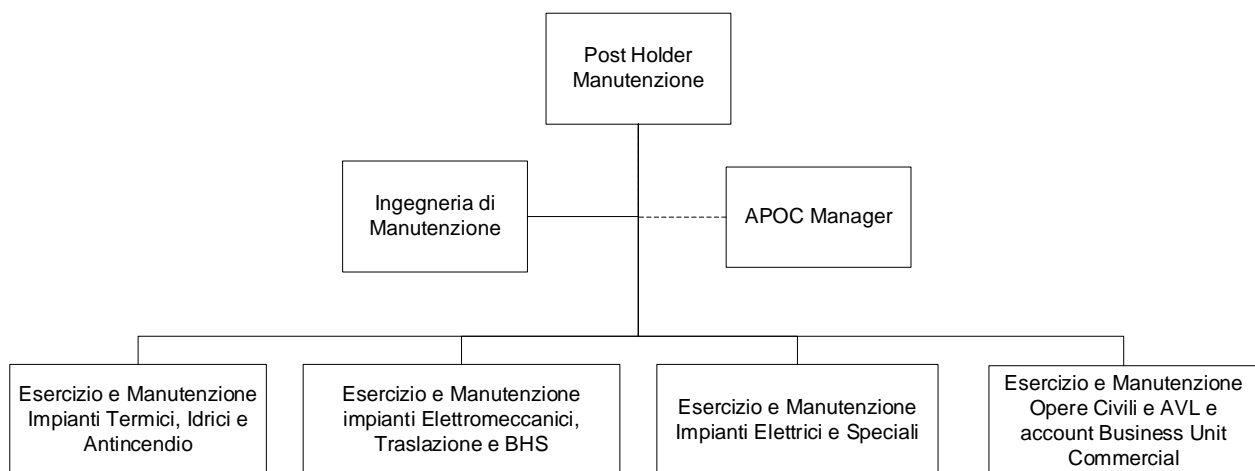 Post Holder
Manutenzione
Ingegneria di
Manutenzione
APOC Manager
Esercizio e Manutenzione
Impianti Termici, Idrici e
Antincendio
Esercizio e Manutenzione
impianti Elettromeccanici,
Traslazione e BHS
Esercizio e Manutenzione
Impianti Elettrici e Speciali
Esercizio e Manutenzione
Opere Civili e AVL e
account Business Unit
Commercial